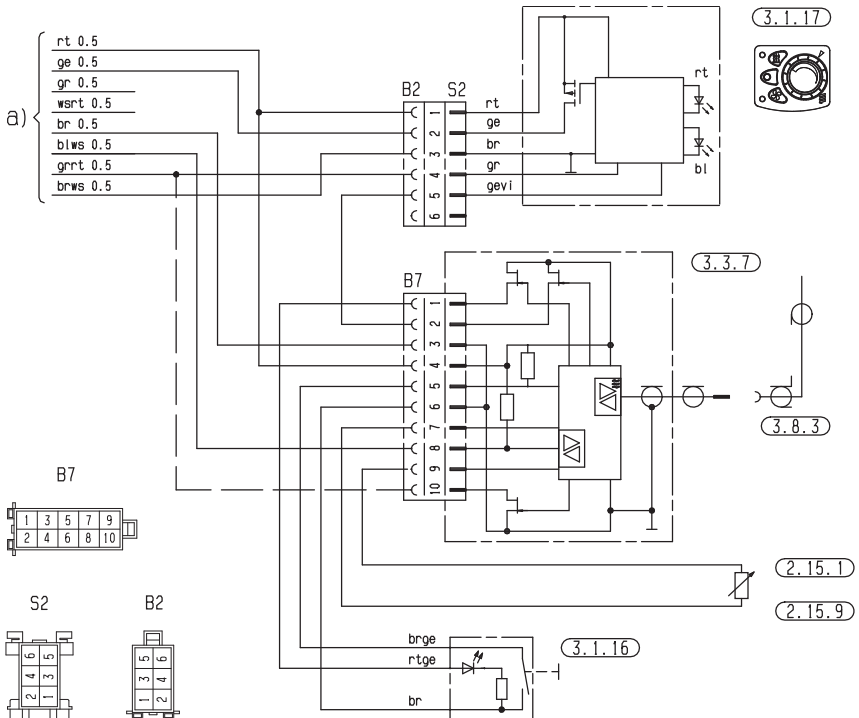 3.1.17
rt 0.5
ge 0.5
gr 0.5
wsrt 0.5
br 0.5
blws 0.5
grrt 0.5
brws 0.5
a)
B2 S2
1
2
3
4
5
6
rt
ge
br
gr
gevi
rt
bl
B7
1
2
3
4
5
6
7
8
9
10
3.3.7
3.8.3
B7
1 3 5 7 9
2 4 6 8 10
2.15.1
2.15.9
S2
6 5
4 3
2 1
B2
5 6
3 4
1 2
brge
rtge
br
3.1.16